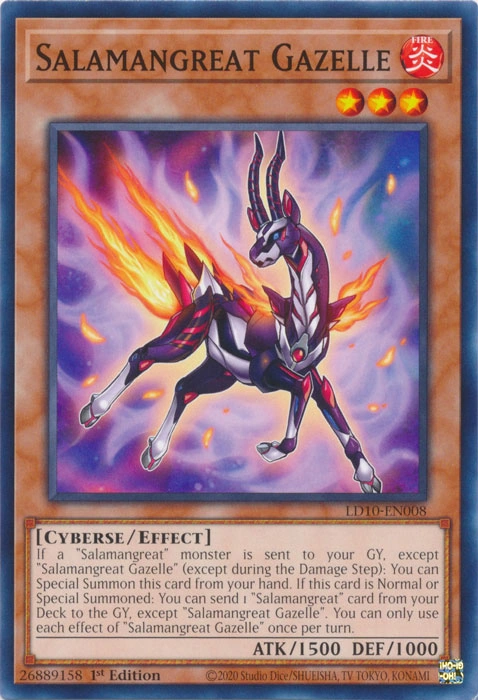 SALAMANGREAT GAZELLE
FIRE
炎
LD10-EN008
[CYBERSE/EFFECT]
If a "Salamangreat" monster is sent to your GY, except
"Salamangreat Gazelle" (except during the Damage Step): You can
Special Summon this card from your hand. If this card is Normal or
Special Summoned: You can send 1 "Salamangreat" card from your
Deck to the GY, except "Salamangreat Gazelle". You can only use
each effect of "Salamangreat Gazelle" once per turn.
ATK/1500 DEF/1000
26889158 1st Edition
©2020 Studio Dice/SHUEISHA, TV TOKYO, KONAMI